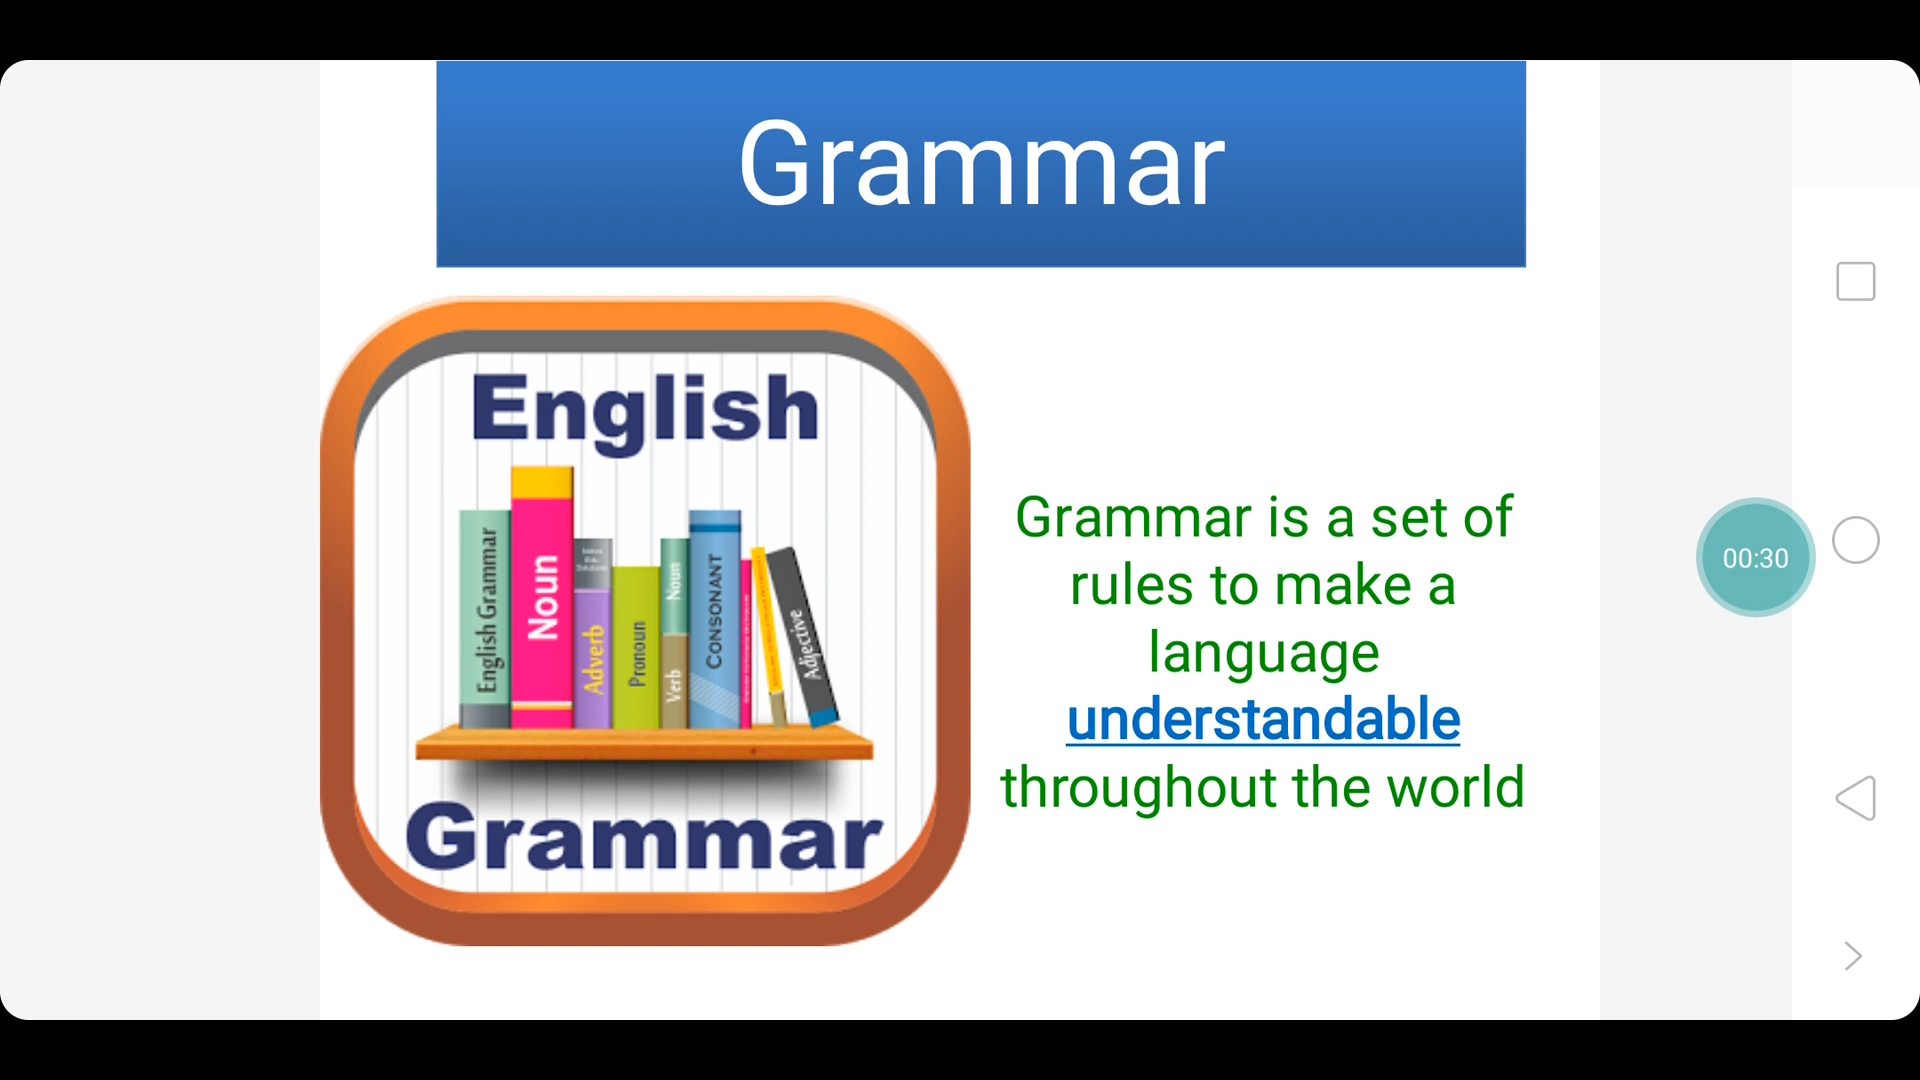 Grammar
English
English Grammar
Noun
Adverb
Pronoun
Noun
Verb
CONSONANT
Adjective
Grammar
Grammar is a set of
rules to make a
language
understandable
throughout the world
00:30